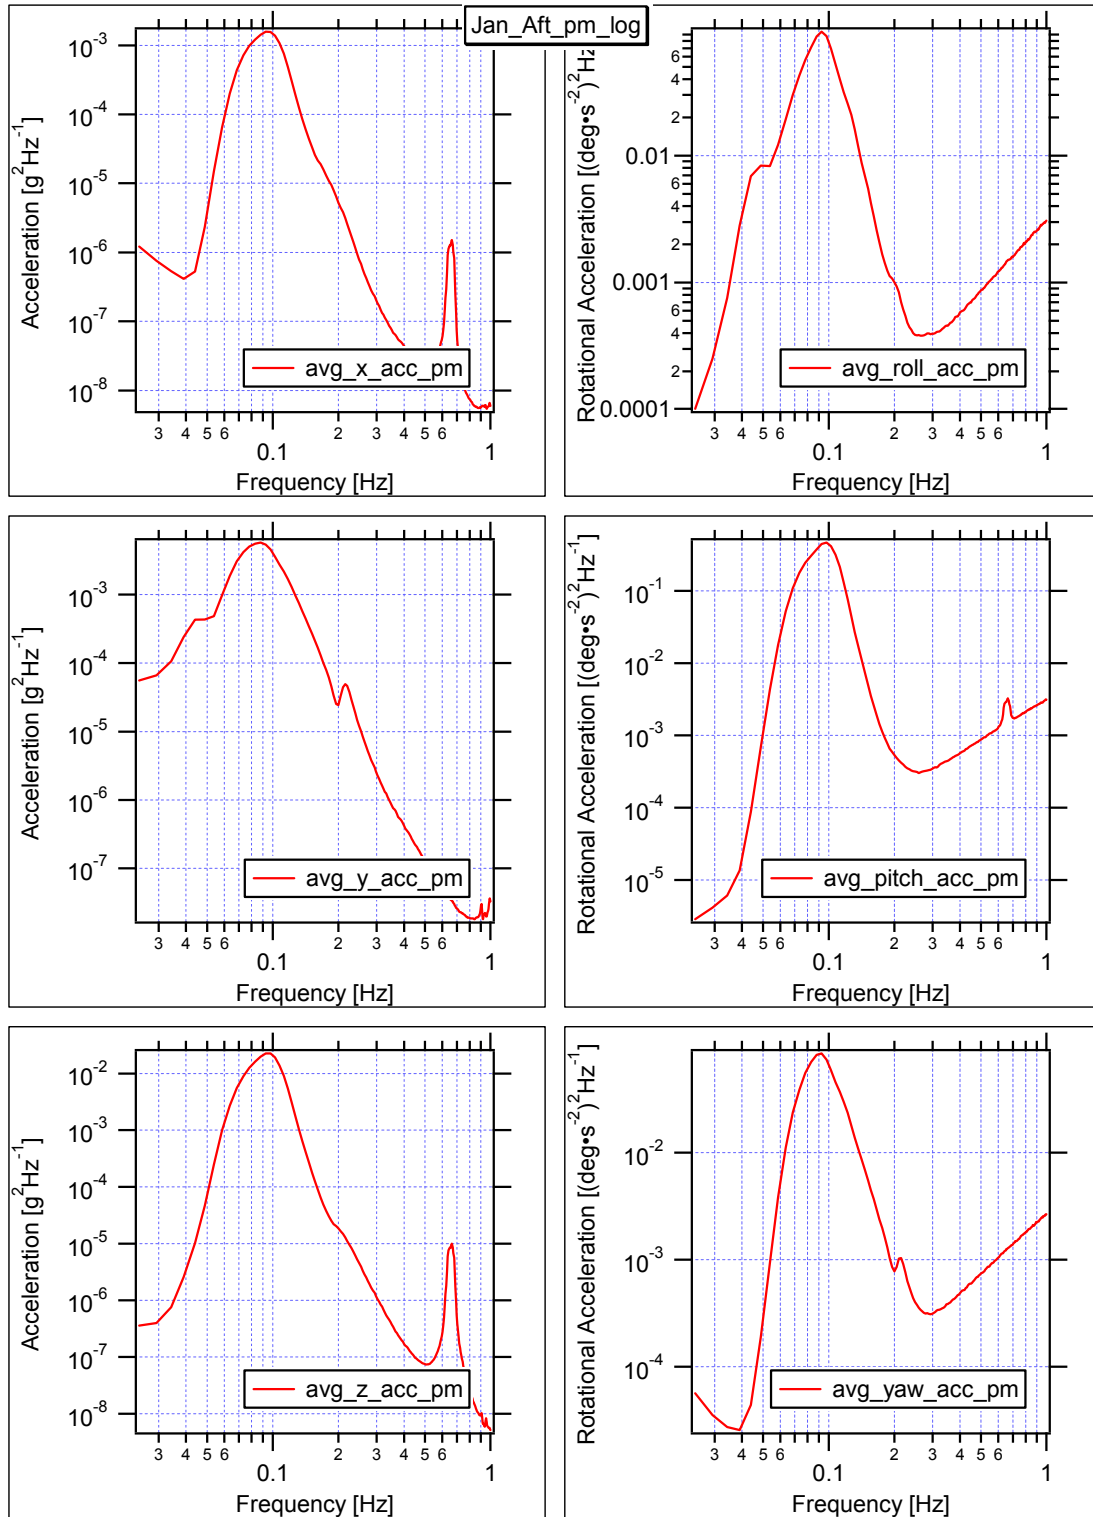 Jan_Aft_pm_log
Acceleration [g²Hz⁻¹]
10⁻³
10⁻⁴
10⁻⁵
10⁻⁶
10⁻⁷
10⁻⁸
avg_x_acc_pm
3 4 5 6 2 3 4 5 6
0.1 1
Frequency [Hz]
Rotational Acceleration [(deg•s⁻²)²Hz
6
4
2
0.01
6
4
2
0.001
6
4
2
0.0001
avg_roll_acc_pm
3 4 5 6 2 3 4 5 6
0.1 1
Frequency [Hz]
Acceleration [g²Hz⁻¹]
10⁻³
10⁻⁴
10⁻⁵
10⁻⁶
10⁻⁷
avg_y_acc_pm
3 4 5 6 2 3 4 5 6
0.1 1
Frequency [Hz]
Rotational Acceleration [(deg•s⁻²)²Hz⁻¹]
10⁻¹
10⁻²
10⁻³
10⁻⁴
10⁻⁵
avg_pitch_acc_pm
3 4 5 6 2 3 4 5 6
0.1 1
Frequency [Hz]
Acceleration [g²Hz⁻¹]
10⁻²
10⁻³
10⁻⁴
10⁻⁵
10⁻⁶
10⁻⁷
10⁻⁸
avg_z_acc_pm
3 4 5 6 2 3 4 5 6
0.1 1
Frequency [Hz]
Rotational Acceleration [(deg•s⁻²)²Hz⁻¹]
10⁻²
10⁻³
10⁻⁴
avg_yaw_acc_pm
3 4 5 6 2 3 4 5 6
0.1 1
Frequency [Hz]